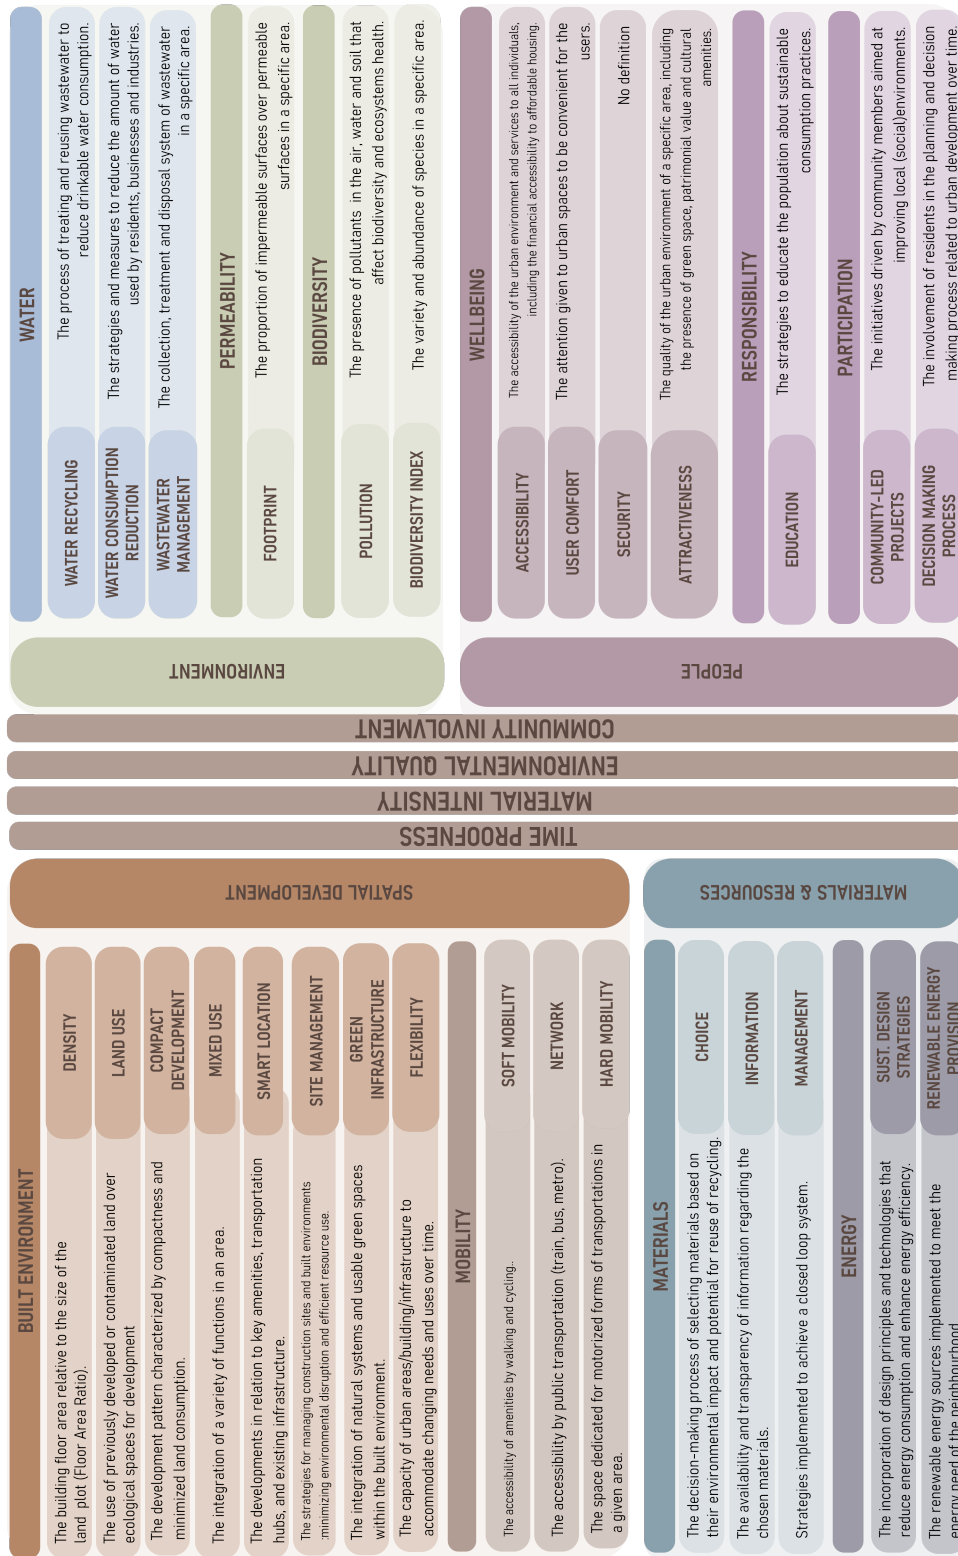 WATER
WATER RECYCLING
The process of treating and reusing wastewater to
reduce drinkable water consumption.
WATER CONSUMPTION
REDUCTION
The strategies and measures to reduce the amount of water
used by residents, businesses and industries.
WASTEWATER
MANAGEMENT
The collection, treatment and disposal system of wastewater
in a specific area.
PERMEABILITY
FOOTPRINT
The proportion of impermeable surfaces over permeable
surfaces in a specific area.
BIODIVERSITY
POLLUTION
The presence of pollutants in the air, water and soil that
affect biodiversity and ecosystems health.
BIODIVERSITY INDEX
The variety and abundance of species in a specific area.
ENVIRONMENT
WELLBEING
ACCESSIBILITY
The accessibility of the urban environment and services to all individuals,
including the financial accessibility to affordable housing.
USER COMFORT
The attention given to urban spaces to be convenient for the
users.
SECURITY
No definition
ATTRACTIVENESS
The quality of the urban environment of a specific area, including
the presence of green space, patrimonial value and cultural
amenities.
RESPONSIBILITY
EDUCATION
The strategies to educate the population about sustainable
consumption practices.
PARTICIPATION
COMMUNITY-LED
PROJECTS
The initiatives driven by community members aimed at
improving local (social)environments.
DECISION MAKING
PROCESS
The involvement of residents in the planning and decision
making process related to urban development over time.
PEOPLE
COMMUNITY INVOLVMENT
ENVIRONMENTAL QUALITY
MATERIAL INTENSITY
TIME PROOFNESS
SPATIAL DEVELOPMENT
BUILT ENVIRONMENT
DENSITY
The building floor area relative to the size of the
land plot (Floor Area Ratio).
LAND USE
The use of previously developed or contaminated land over
ecological spaces for development
COMPACT
DEVELOPMENT
The development pattern characterized by compactness and
minimized land consumption.
MIXED USE
The integration of a variety of functions in an area.
SMART LOCATION
The developments in relation to key amenities, transportation
hubs, and existing infrastructure.
SITE MANAGEMENT
The strategies for managing construction sites and built environments
.minimizing environmental disruption and efficient resource use.
GREEN
INFRASTRUCTURE
The integration of natural systems and usable green spaces
within the built environment.
FLEXIBILITY
The capacity of urban areas/building/infrastructure to
accommodate changing needs and uses over time.
MOBILITY
SOFT MOBILITY
The accessibility of amenities by walking and cycling..
NETWORK
The accessibility by public transportation (train, bus, metro).
HARD MOBILITY
The space dedicated for motorized forms of transportations in
a given area.
MATERIALS & RESOURCES
MATERIALS
CHOICE
The decision-making process of selecting materials based on
their environmental impact and potential for reuse of recycling.
INFORMATION
The availability and transparency of information regarding the
chosen materials.
MANAGEMENT
Strategies implemented to achieve a closed loop system.
ENERGY
SUST. DESIGN
STRATEGIES
The incorporation of design principles and technologies that
reduce energy consumption and enhance energy efficiency.
RENEWABLE ENERGY
PROVISION
The renewable energy sources implemented to meet the
energy need of the neighbourhood